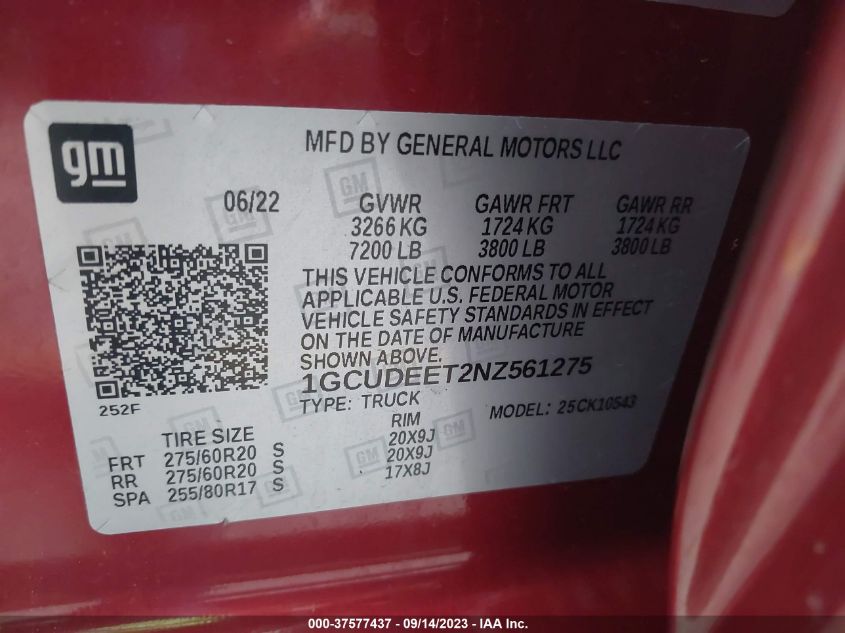 gm
MFD BY GENERAL MOTORS LLC
06/22 GVWR GAWR FRT GAWR RR
3266 KG 1724 KG 1724 KG
7200 LB 3800 LB 3800 LB
THIS VEHICLE CONFORMS TO ALL
APPLICABLE U.S. FEDERAL MOTOR
VEHICLE SAFETY STANDARDS IN EFFECT
ON THE DATE OF MANUFACTURE
SHOWN ABOVE.
1GCUDEET2NZ561275
252F
TYPE: TRUCK MODEL: 25CK10543
TIRE SIZE RIM
FRT 275/60R20 S 20X9J
RR 275/60R20 S 20X9J
SPA 255/80R17 S 17X8J
000-37577437 - 09/14/2023 - IAA Inc.